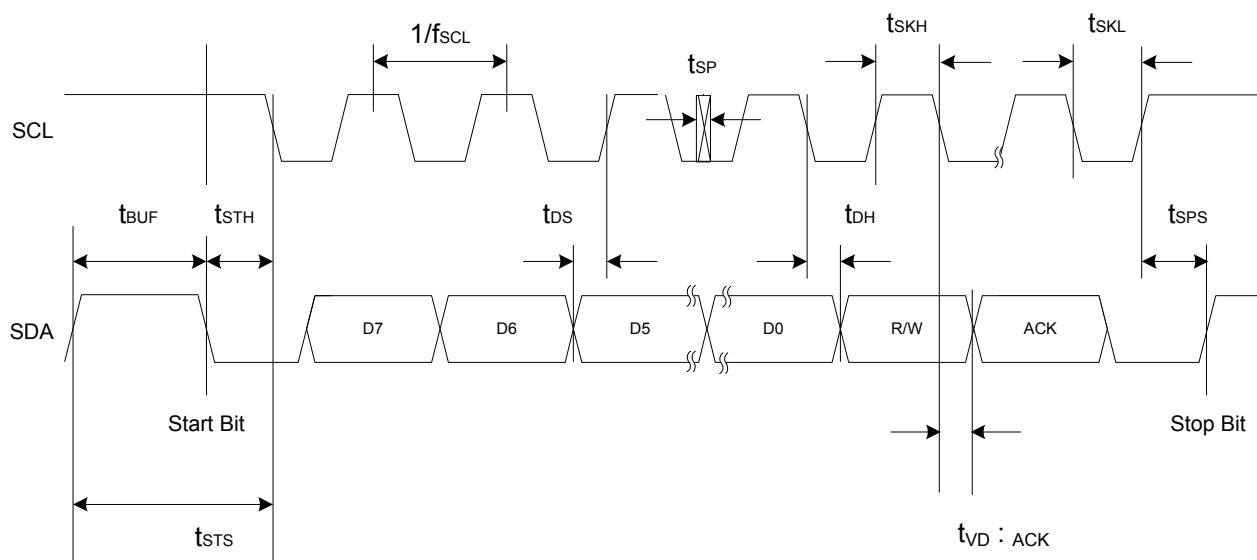 1/fSCL
tSKH
tSKL
tSP
SCL
tBUF
tSTH
tDS
tDH
tSPS
SDA
D7
D6
D5
D0
R/W
ACK
Start Bit
Stop Bit
tSTS
tVD : ACK